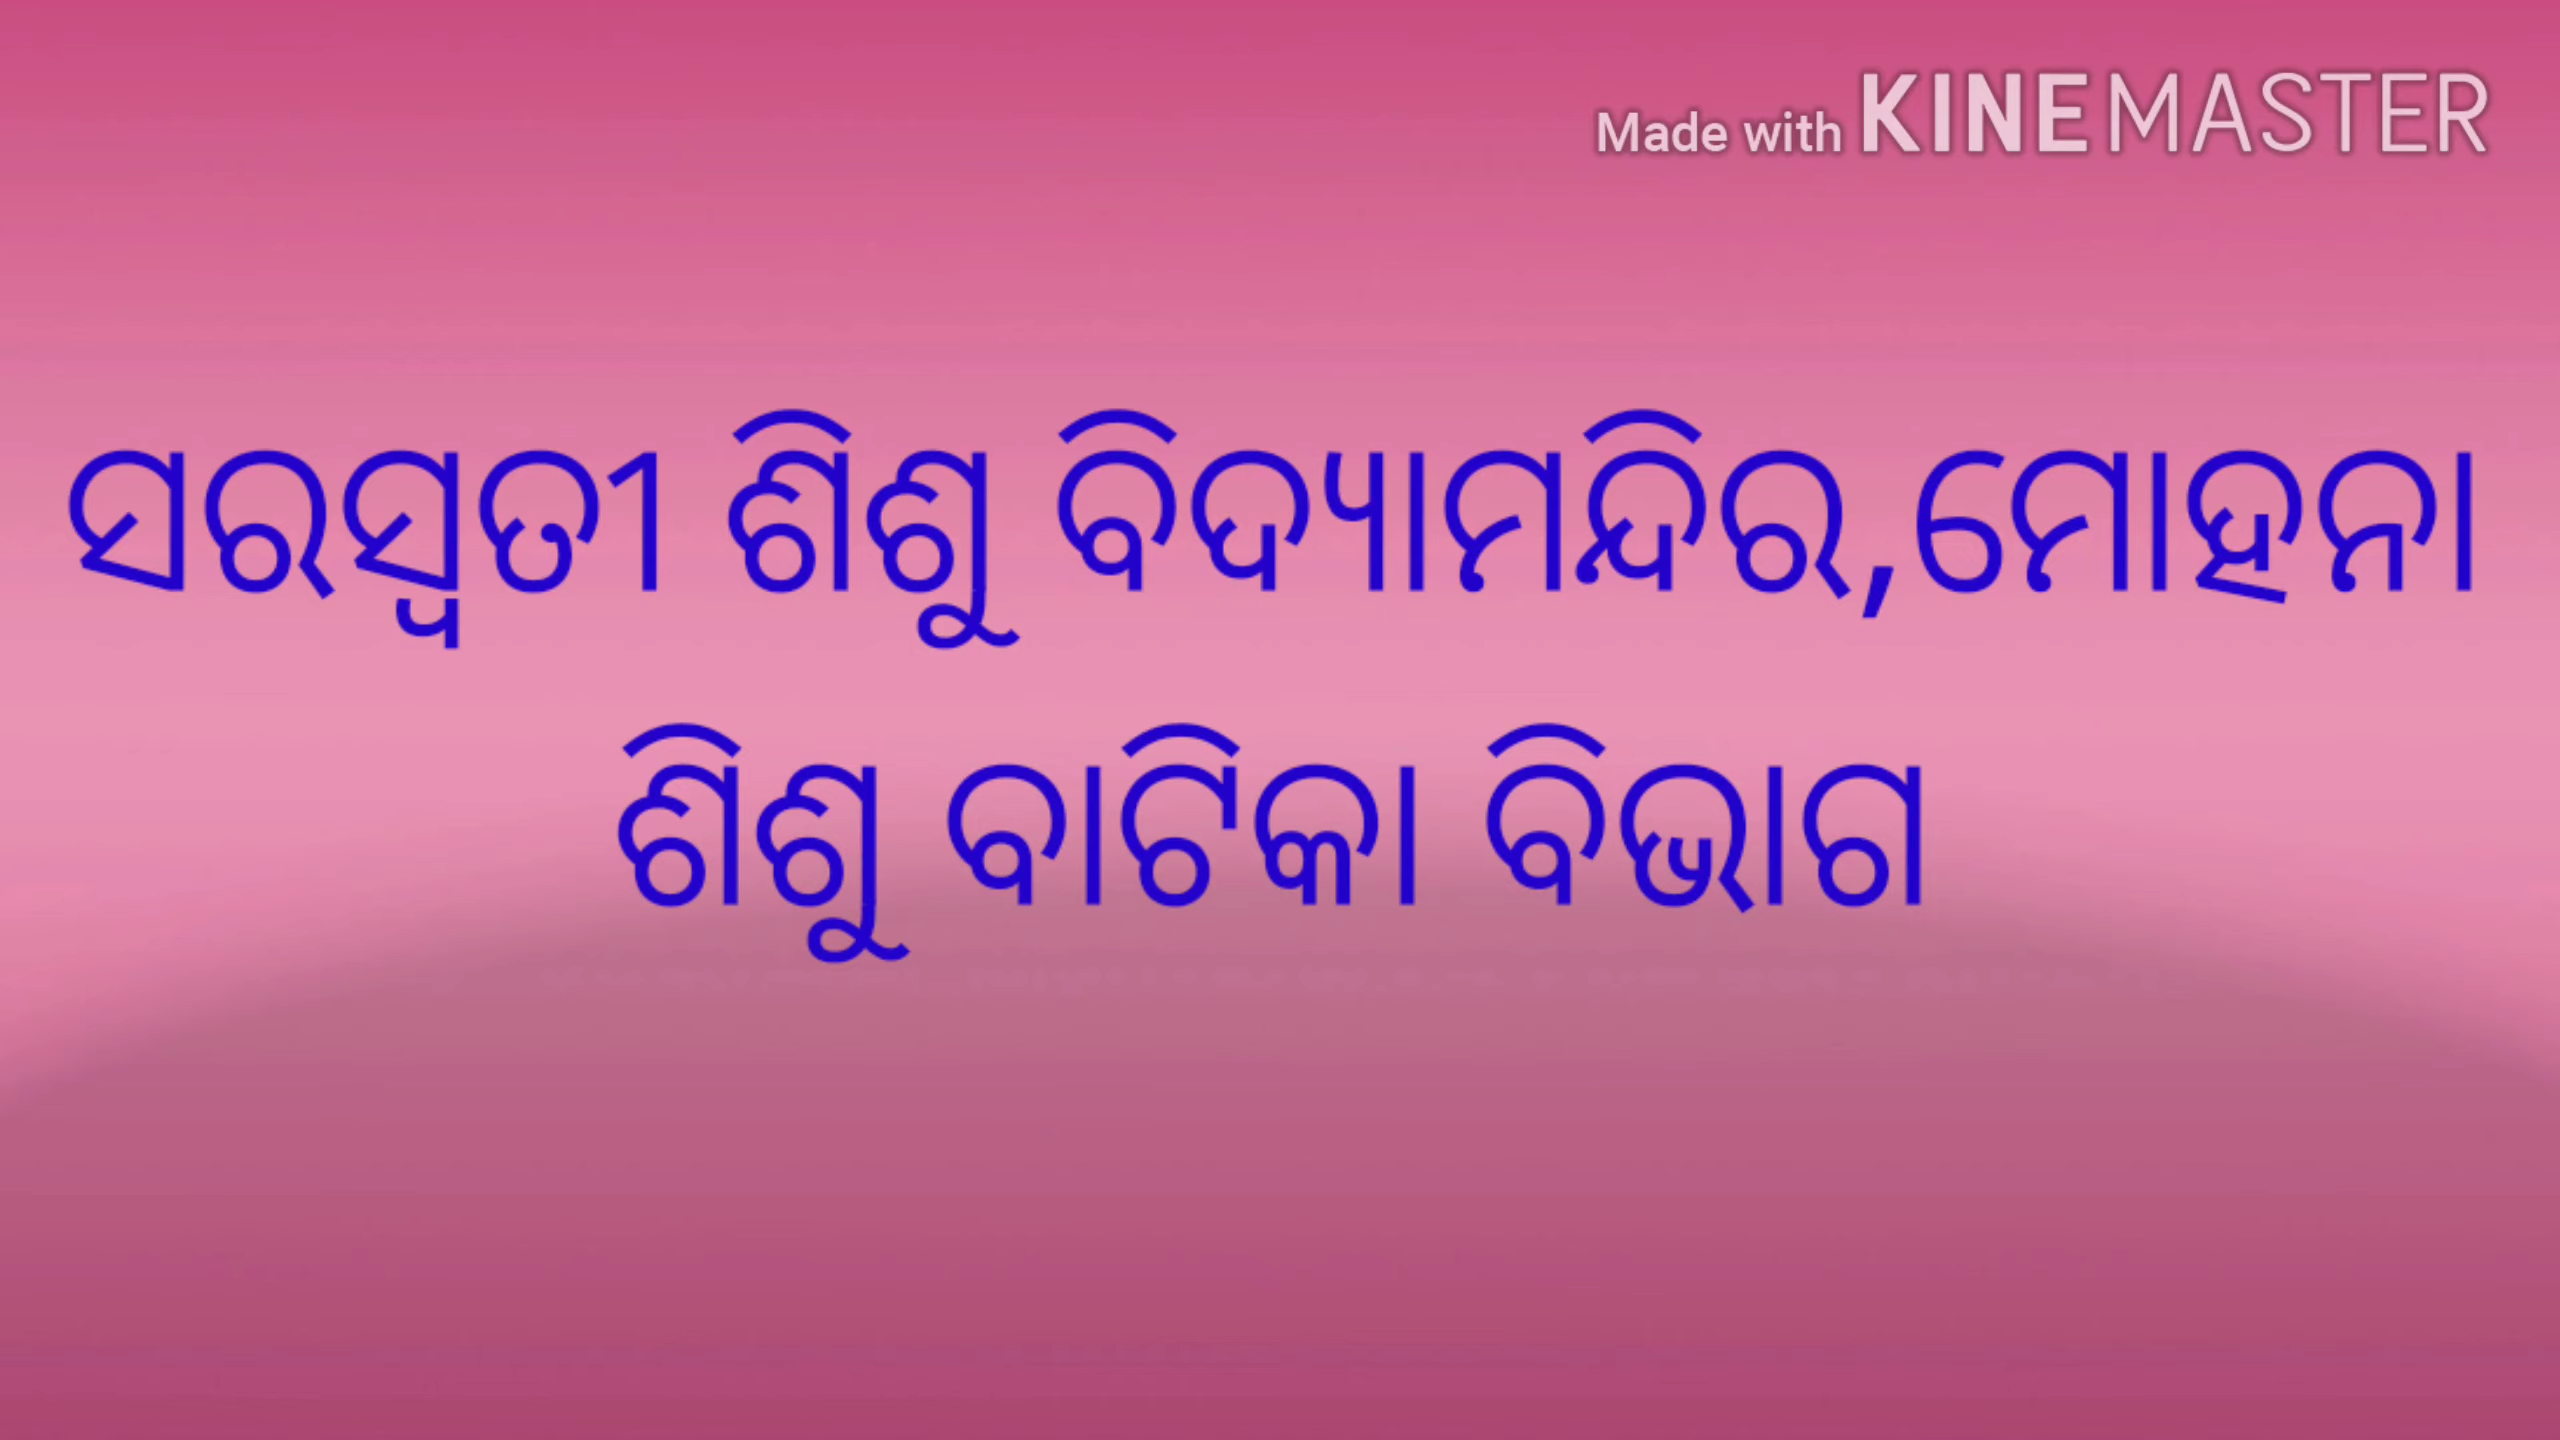 Made with KINEMASTER
ସରସ୍ୱତୀ ଶିଶୁ ବିଦ୍ୟାମନ୍ଦିର,ମୋହନା
ଶିଶୁ ବାଟିକା ବିଭାଗ